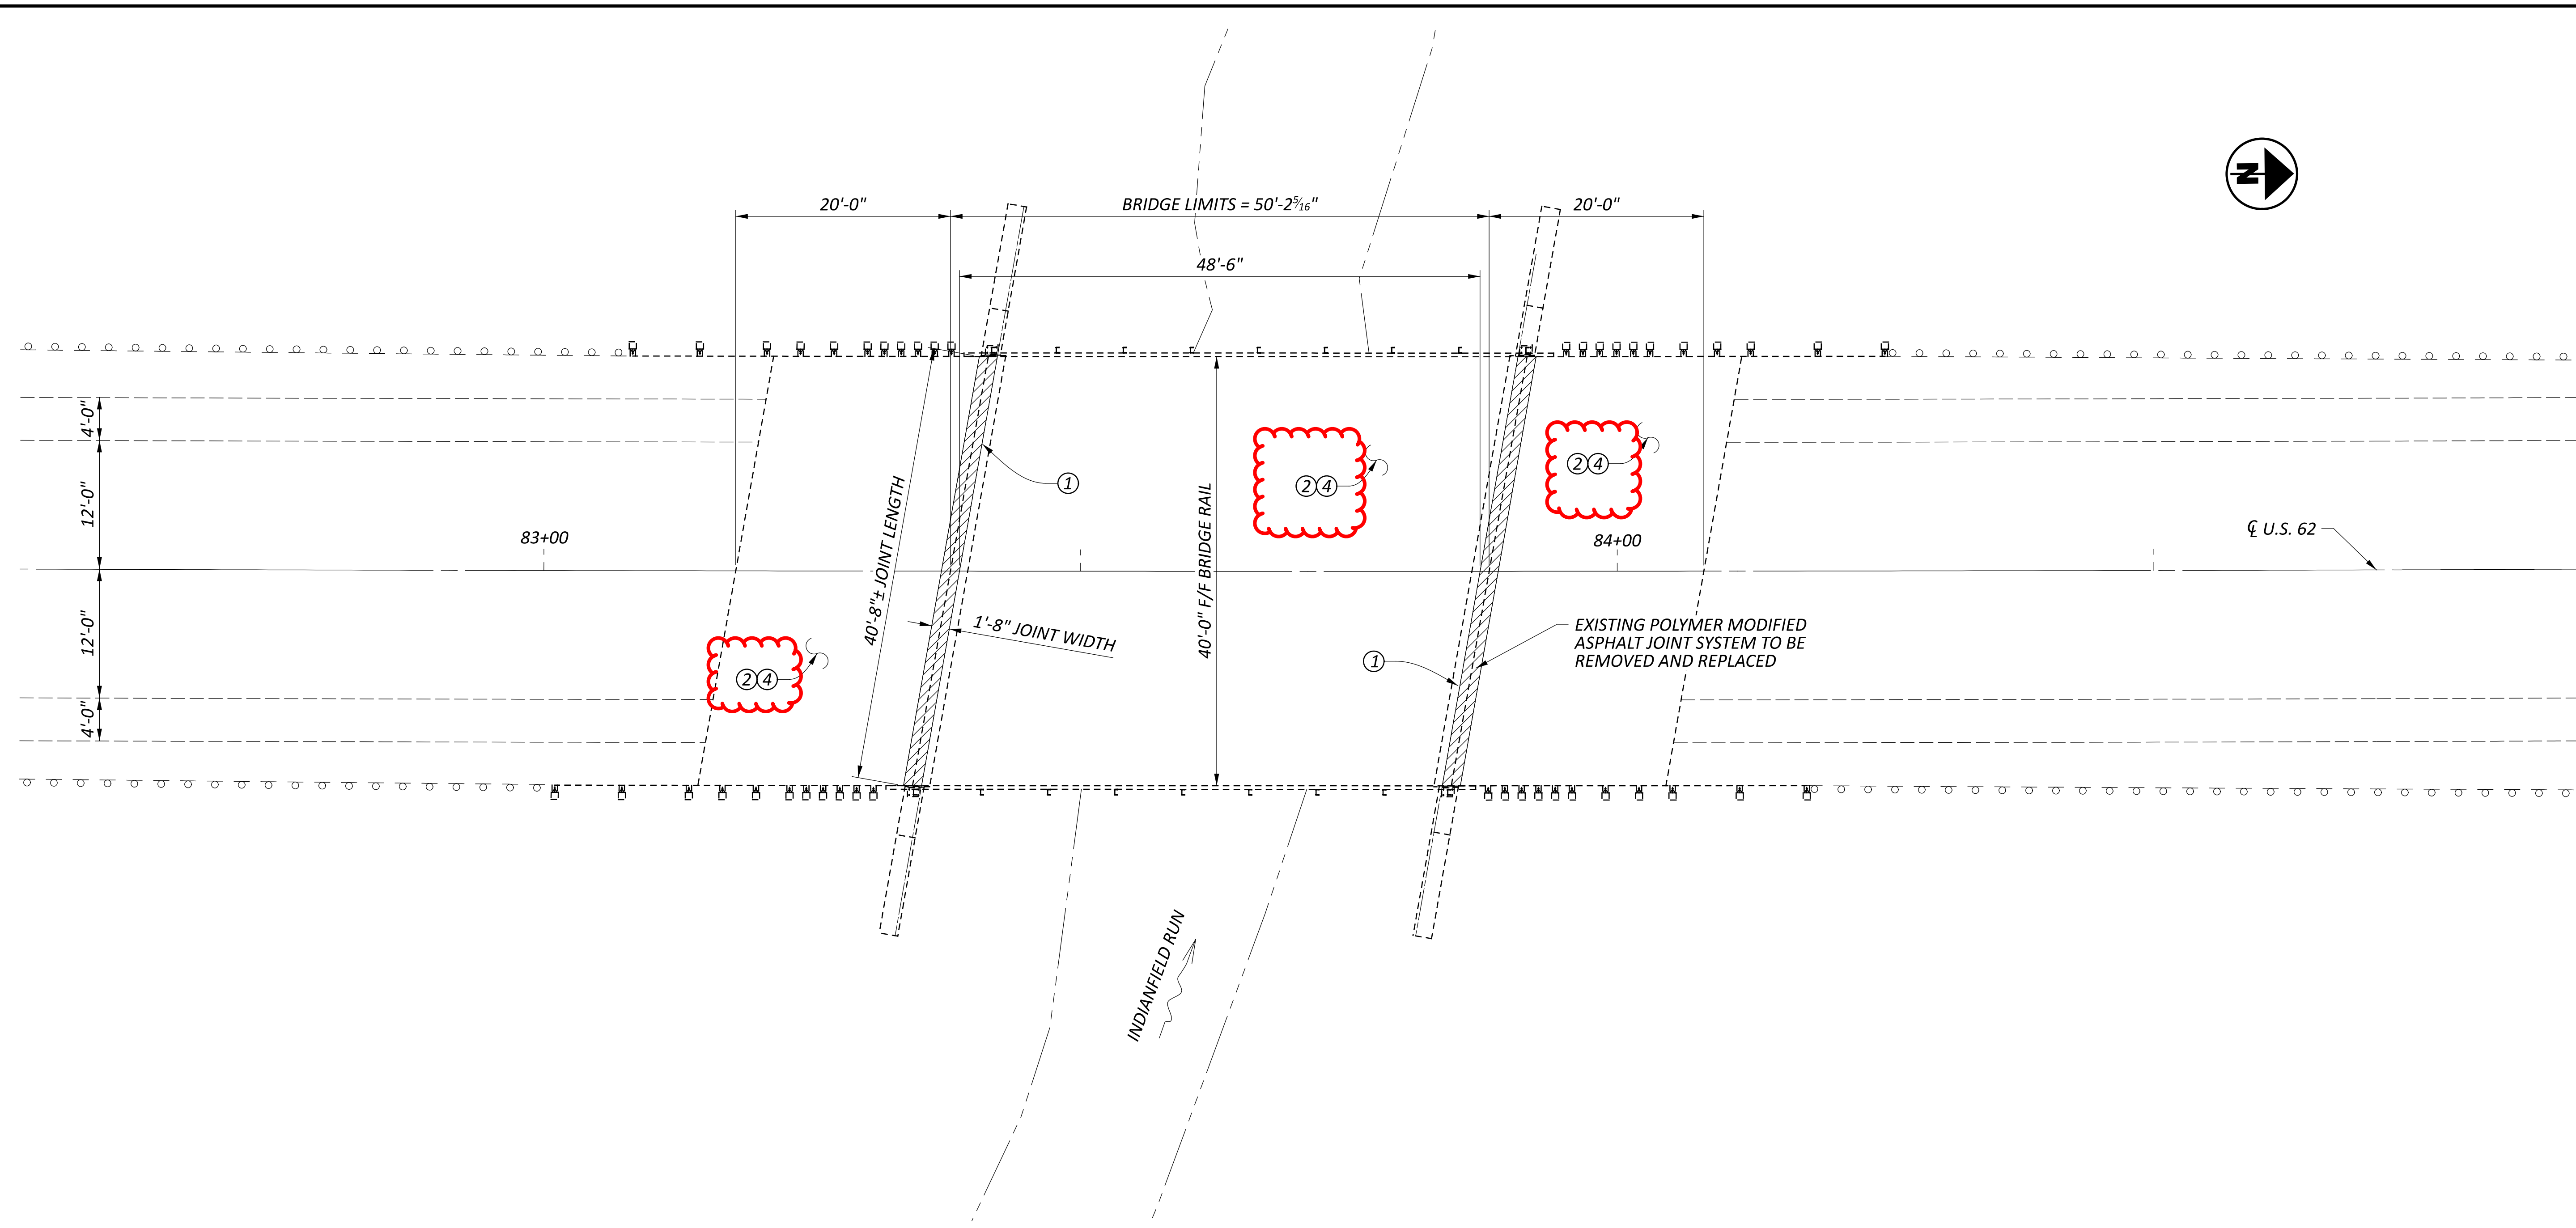 N
20'-0"
BRIDGE LIMITS = 50'-2 5/16"
20'-0"
48'-6"
4'-0"
12'-0"
12'-0"
4'-0"
83+00
84+00
40'-8"± JOINT LENGTH
1'-8" JOINT WIDTH
40'-0" F/F BRIDGE RAIL
1
2 4
2 4
2 4
1
℄ U.S. 62
EXISTING POLYMER MODIFIED
ASPHALT JOINT SYSTEM TO BE
REMOVED AND REPLACED
INDIANFIELD RUN